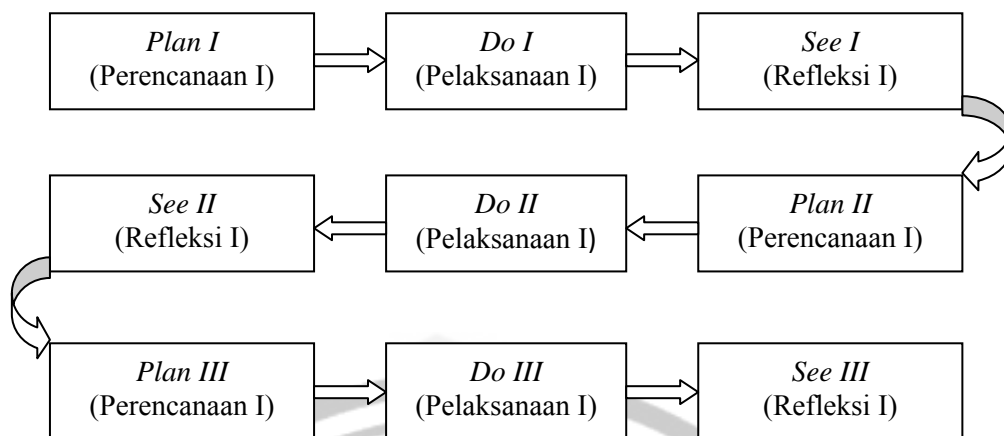 Plan I
(Perencanaan I)
Do I
(Pelaksanaan I)
See I
(Refleksi I)
See II
(Refleksi I)
Do II
(Pelaksanaan I)
Plan II
(Perencanaan I)
Plan III
(Perencanaan I)
Do III
(Pelaksanaan I)
See III
(Refleksi I)